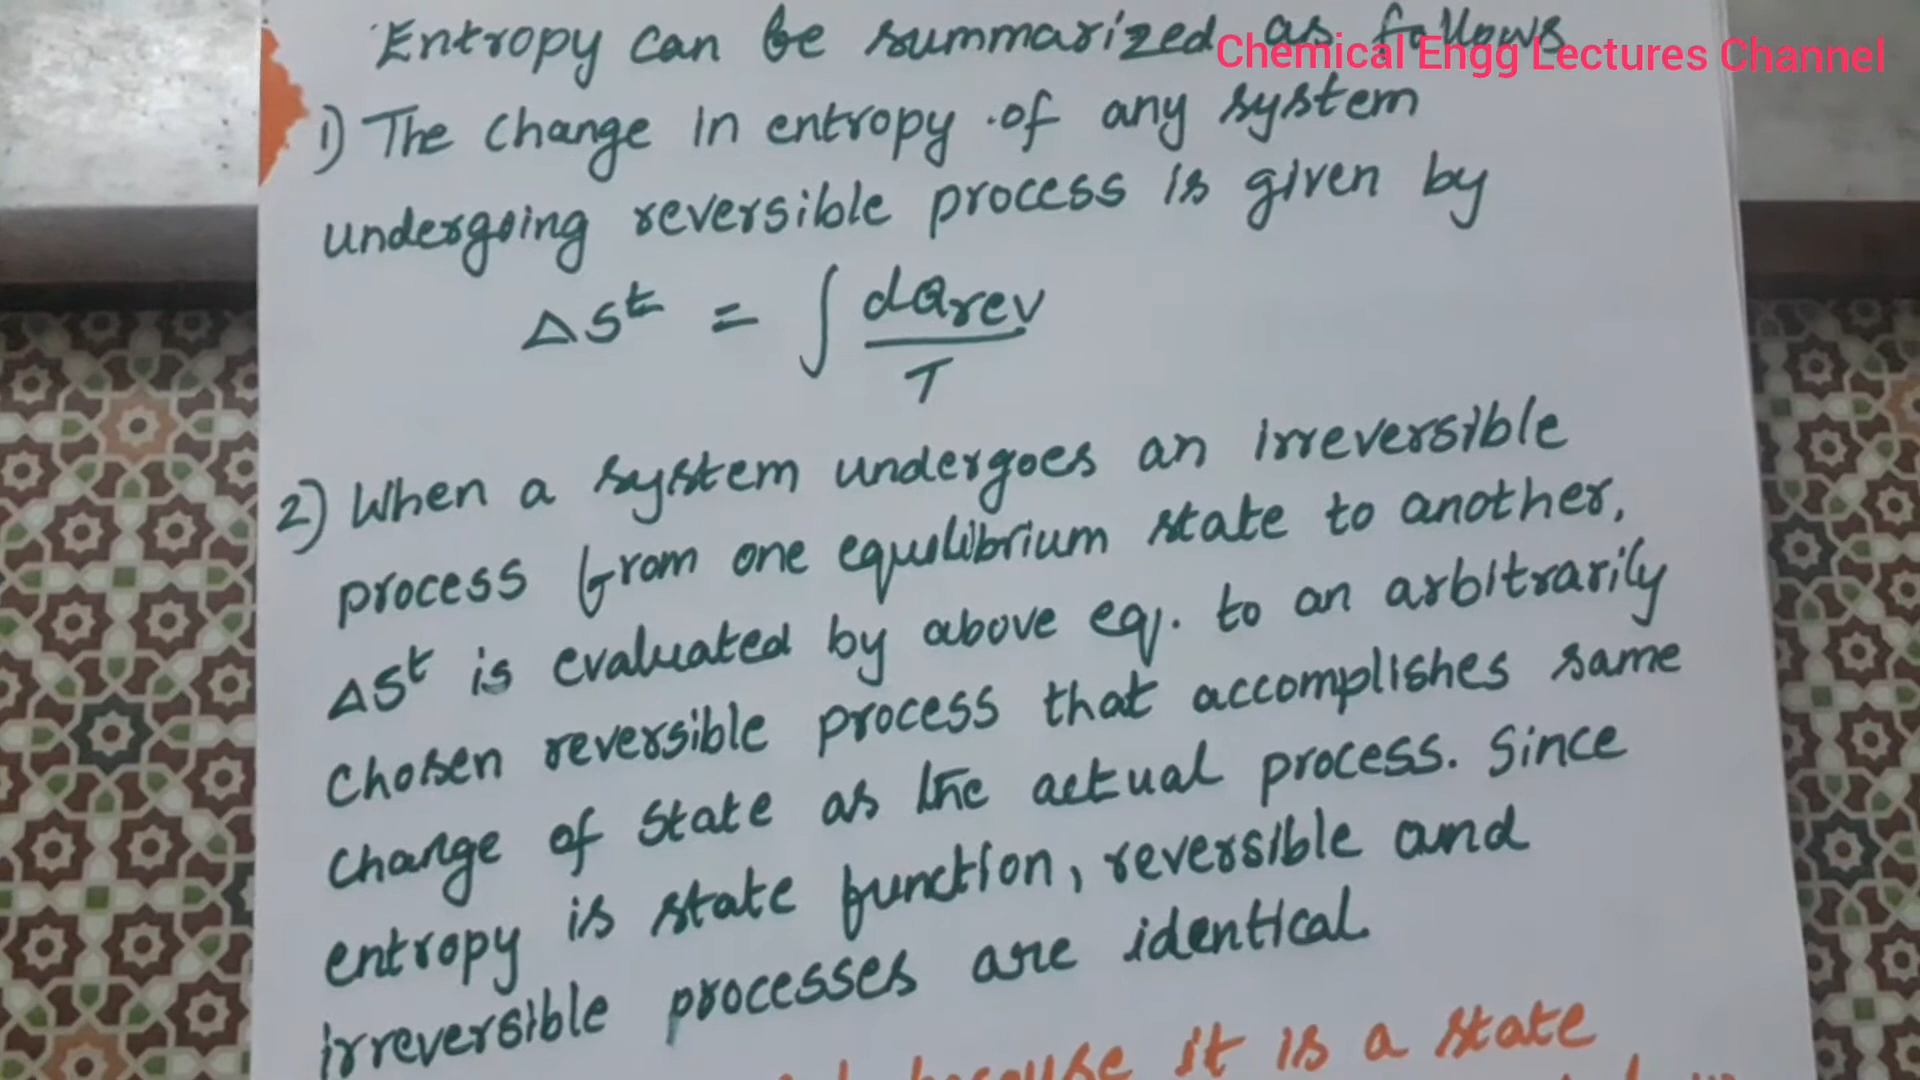 Entropy can be summarized as follows
Chemical Engg Lectures Channel
1) The change in entropy of any system
undergoing reversible process is given by
ΔS^t = ∫ dQrev / T
2) When a system undergoes an irreversible
process from one equilibrium state to another,
ΔS^t is evaluated by above eq. to an arbitrarily
chosen reversible process that accomplishes same
change of state as the actual process. Since
entropy is state function, reversible and
irreversible processes are identical
because it is a state